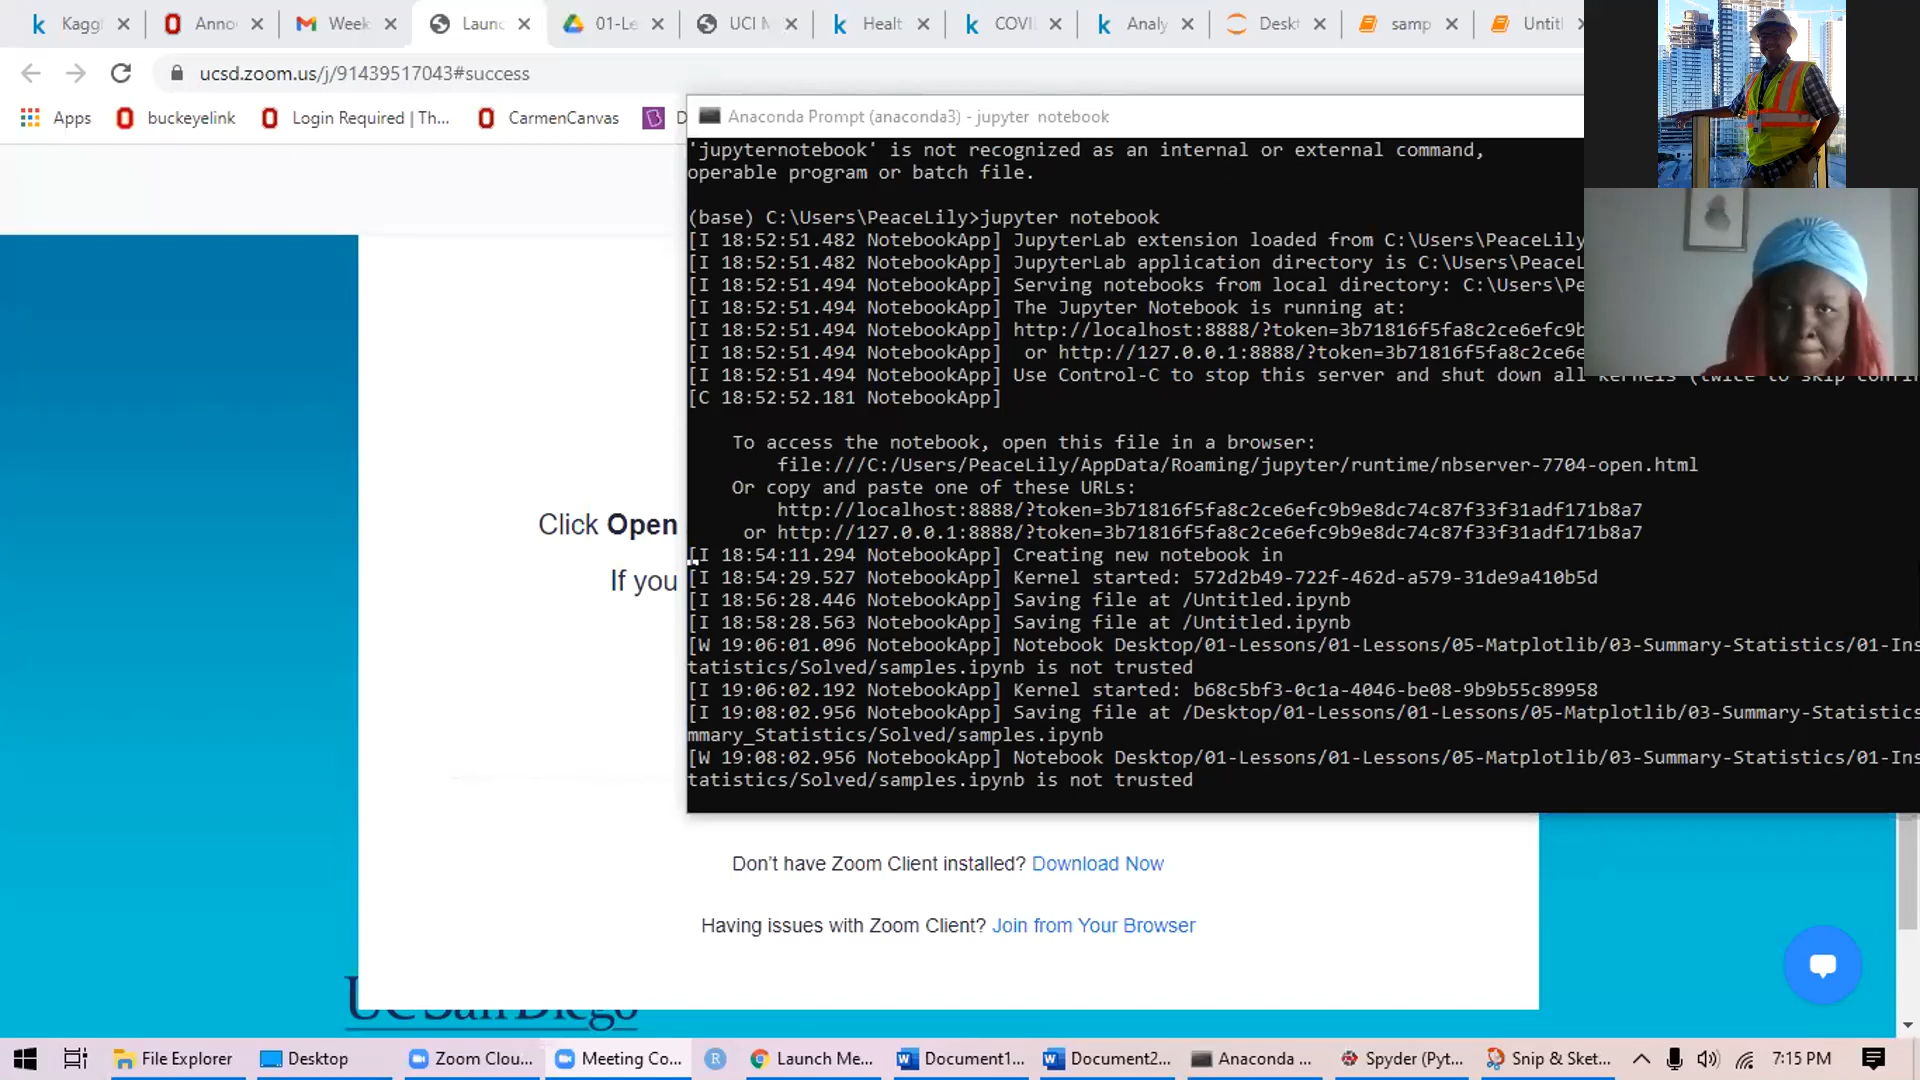 Kaggl
Anno
Week
Launc
01-Le
UCI M
Healt
COVI
Analy
Deskt
samp
Untitl
ucsd.zoom.us/j/91439517043#success
Apps
buckeyelink
Login Required | Th...
CarmenCanvas
D
Anaconda Prompt (anaconda3) - jupyter notebook
'jupyternotebook' is not recognized as an internal or external command,
operable program or batch file.
(base) C:\Users\PeaceLily>jupyter notebook
[I 18:52:51.482 NotebookApp] JupyterLab extension loaded from C:\Users\PeaceLily
[I 18:52:51.482 NotebookApp] JupyterLab application directory is C:\Users\PeaceL
[I 18:52:51.494 NotebookApp] Serving notebooks from local directory: C:\Users\Pe
[I 18:52:51.494 NotebookApp] The Jupyter Notebook is running at:
[I 18:52:51.494 NotebookApp] http://localhost:8888/?token=3b71816f5fa8c2ce6efc9b
[I 18:52:51.494 NotebookApp]  or http://127.0.0.1:8888/?token=3b71816f5fa8c2ce6e
[I 18:52:51.494 NotebookApp] Use Control-C to stop this server and shut down all kernels (twice to skip confir
[C 18:52:52.181 NotebookApp]
To access the notebook, open this file in a browser:
file:///C:/Users/PeaceLily/AppData/Roaming/jupyter/runtime/nbserver-7704-open.html
Or copy and paste one of these URLs:
http://localhost:8888/?token=3b71816f5fa8c2ce6efc9b9e8dc74c87f33f31adf171b8a7
or http://127.0.0.1:8888/?token=3b71816f5fa8c2ce6efc9b9e8dc74c87f33f31adf171b8a7
[I 18:54:11.294 NotebookApp] Creating new notebook in
[I 18:54:29.527 NotebookApp] Kernel started: 572d2b49-722f-462d-a579-31de9a410b5d
[I 18:56:28.446 NotebookApp] Saving file at /Untitled.ipynb
[I 18:58:28.563 NotebookApp] Saving file at /Untitled.ipynb
[W 19:06:01.096 NotebookApp] Notebook Desktop/01-Lessons/01-Lessons/05-Matplotlib/03-Summary-Statistics/01-Ins
tatistics/Solved/samples.ipynb is not trusted
[I 19:06:02.192 NotebookApp] Kernel started: b68c5bf3-0c1a-4046-be08-9b9b55c89958
[I 19:08:02.956 NotebookApp] Saving file at /Desktop/01-Lessons/01-Lessons/05-Matplotlib/03-Summary-Statistics
mmary_Statistics/Solved/samples.ipynb
[W 19:08:02.956 NotebookApp] Notebook Desktop/01-Lessons/01-Lessons/05-Matplotlib/03-Summary-Statistics/01-Ins
tatistics/Solved/samples.ipynb is not trusted
Click Open
If you
Don't have Zoom Client installed? Download Now
Having issues with Zoom Client? Join from Your Browser
UC San Diego
File Explorer
Desktop
Zoom Clou...
Meeting Co...
Launch Me...
Document1...
Document2...
Anaconda ...
Spyder (Pyt...
Snip & Sket...
7:15 PM